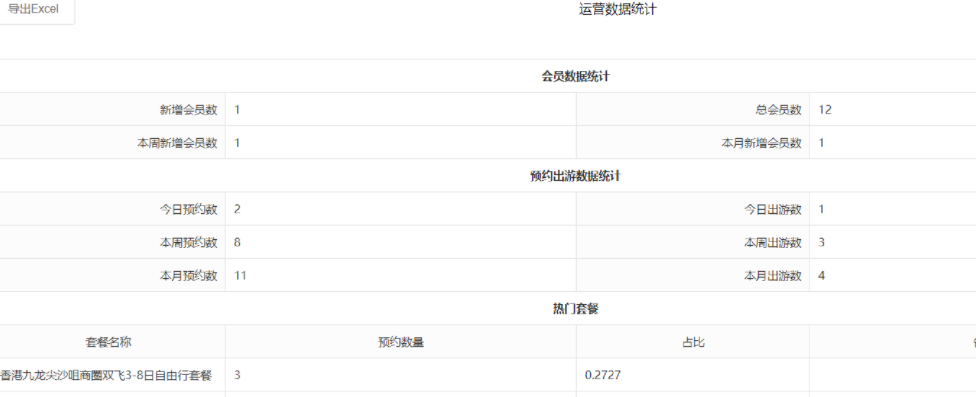 导出Excel 运营数据统计
会员数据统计
新增会员数 1 总会员数 12
本周新增会员数 1 本月新增会员数 1
预约出游数据统计
今日预约数 2 今日出游数 1
本周预约数 8 本周出游数 3
本月预约数 11 本月出游数 4
热门套餐
套餐名称 预约数量 占比
香港九龙尖沙咀商圈双飞3-8日自由行套餐 3 0.2727